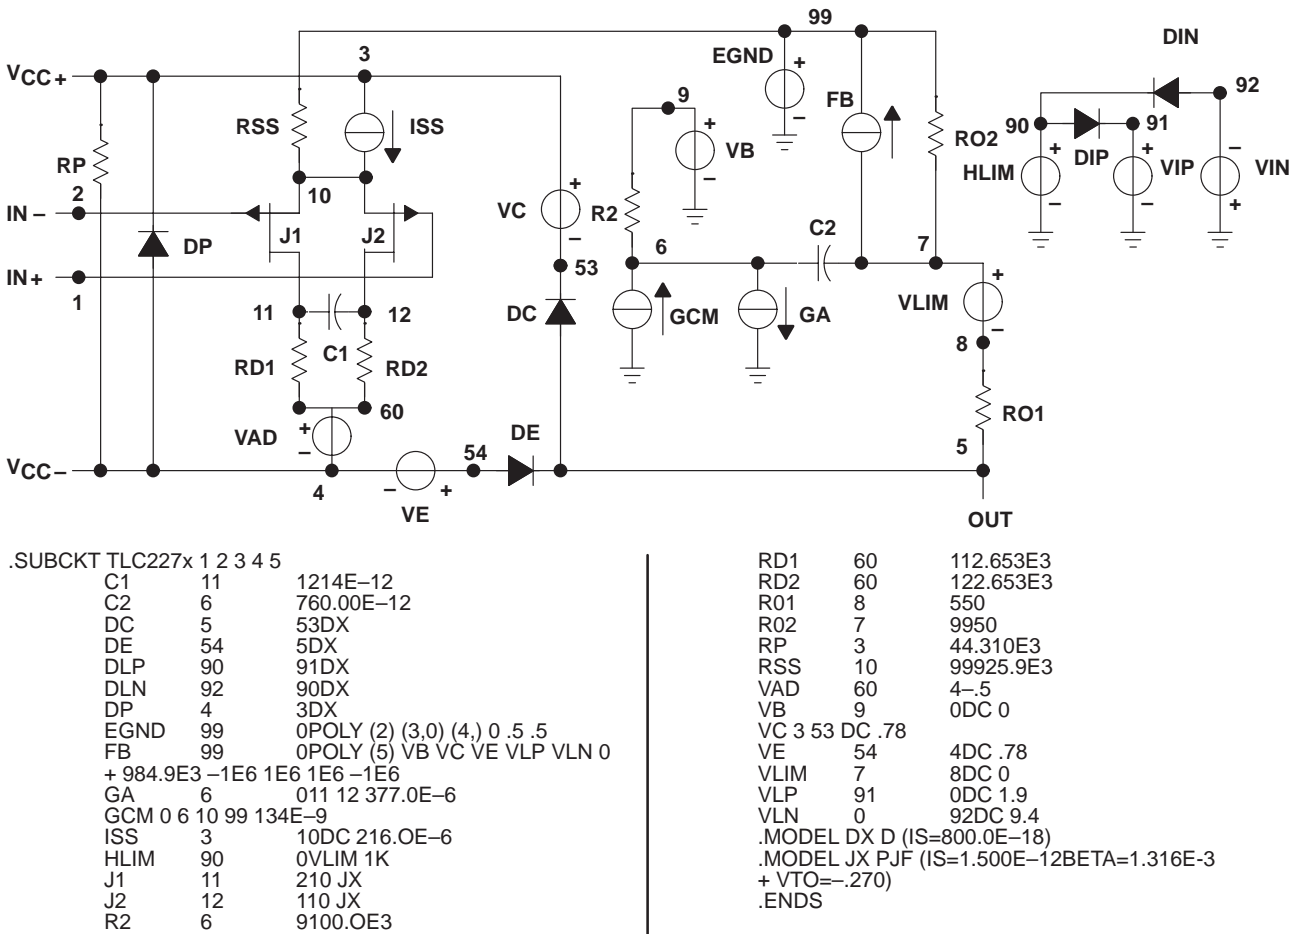 99
DIN
EGND
+
3
VCC+
92
9
FB
+
–
RSS
ISS
VB
–
RO2
90
91
RP
DIP
HLIM
+
–
VIP
+
–
VIN
–
+
2
10
IN –
VC
+
–
R2
C2
J1
J2
DP
6
7
IN+
53
+
1
VLIM
11
12
DC
GCM
GA
–
8
C1
RD1
RD2
RO1
60
VAD
+
–
DE
5
54
VCC–
4
–
+
VE
OUT
.SUBCKT TLC227x 1 2 3 4 5
C1 11 1214E–12
C2 6 760.00E–12
DC 5 53DX
DE 54 5DX
DLP 90 91DX
DLN 92 90DX
DP 4 3DX
EGND 99 0POLY (2) (3,0) (4,) 0 .5 .5
FB 99 0POLY (5) VB VC VE VLP VLN 0
+ 984.9E3 –1E6 1E6 1E6 –1E6
GA 6 011 12 377.0E–6
GCM 0 6 10 99 134E–9
ISS 3 10DC 216.OE–6
HLIM 90 0VLIM 1K
J1 11 210 JX
J2 12 110 JX
R2 6 9100.OE3
RD1 60 112.653E3
RD2 60 122.653E3
R01 8 550
R02 7 9950
RP 3 44.310E3
RSS 10 99925.9E3
VAD 60 4–.5
VB 9 0DC 0
VC 3 53 DC .78
VE 54 4DC .78
VLIM 7 8DC 0
VLP 91 0DC 1.9
VLN 0 92DC 9.4
.MODEL DX D (IS=800.0E–18)
.MODEL JX PJF (IS=1.500E–12BETA=1.316E-3
+ VTO=–.270)
.ENDS